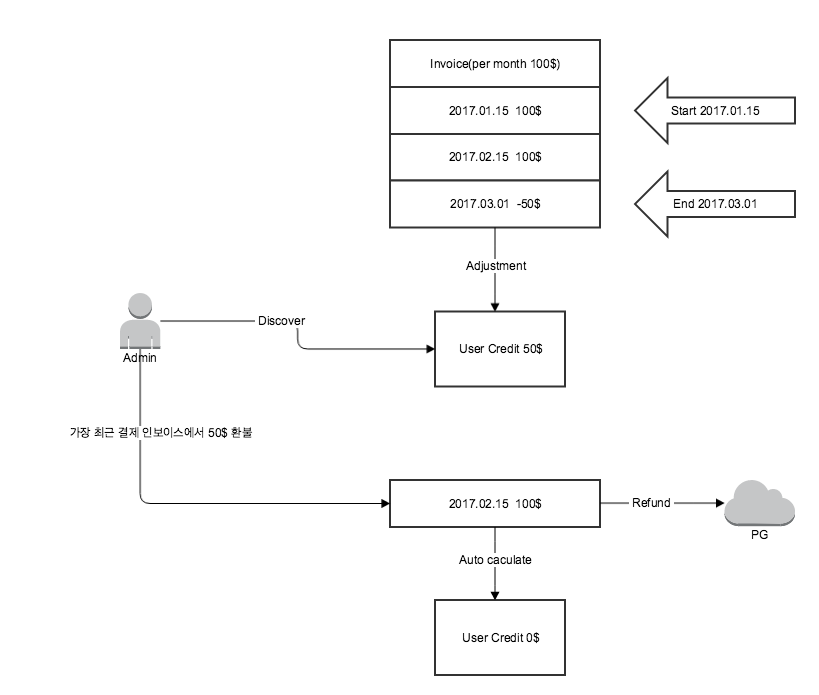 Invoice(per month 100$)
2017.01.15 100$
Start 2017.01.15
2017.02.15 100$
2017.03.01 -50$
End 2017.03.01
Adjustment
Discover
User Credit 50$
Admin
가장 최근 결제 인보이스에서 50$ 환불
2017.02.15 100$
Refund
PG
Auto caculate
User Credit 0$